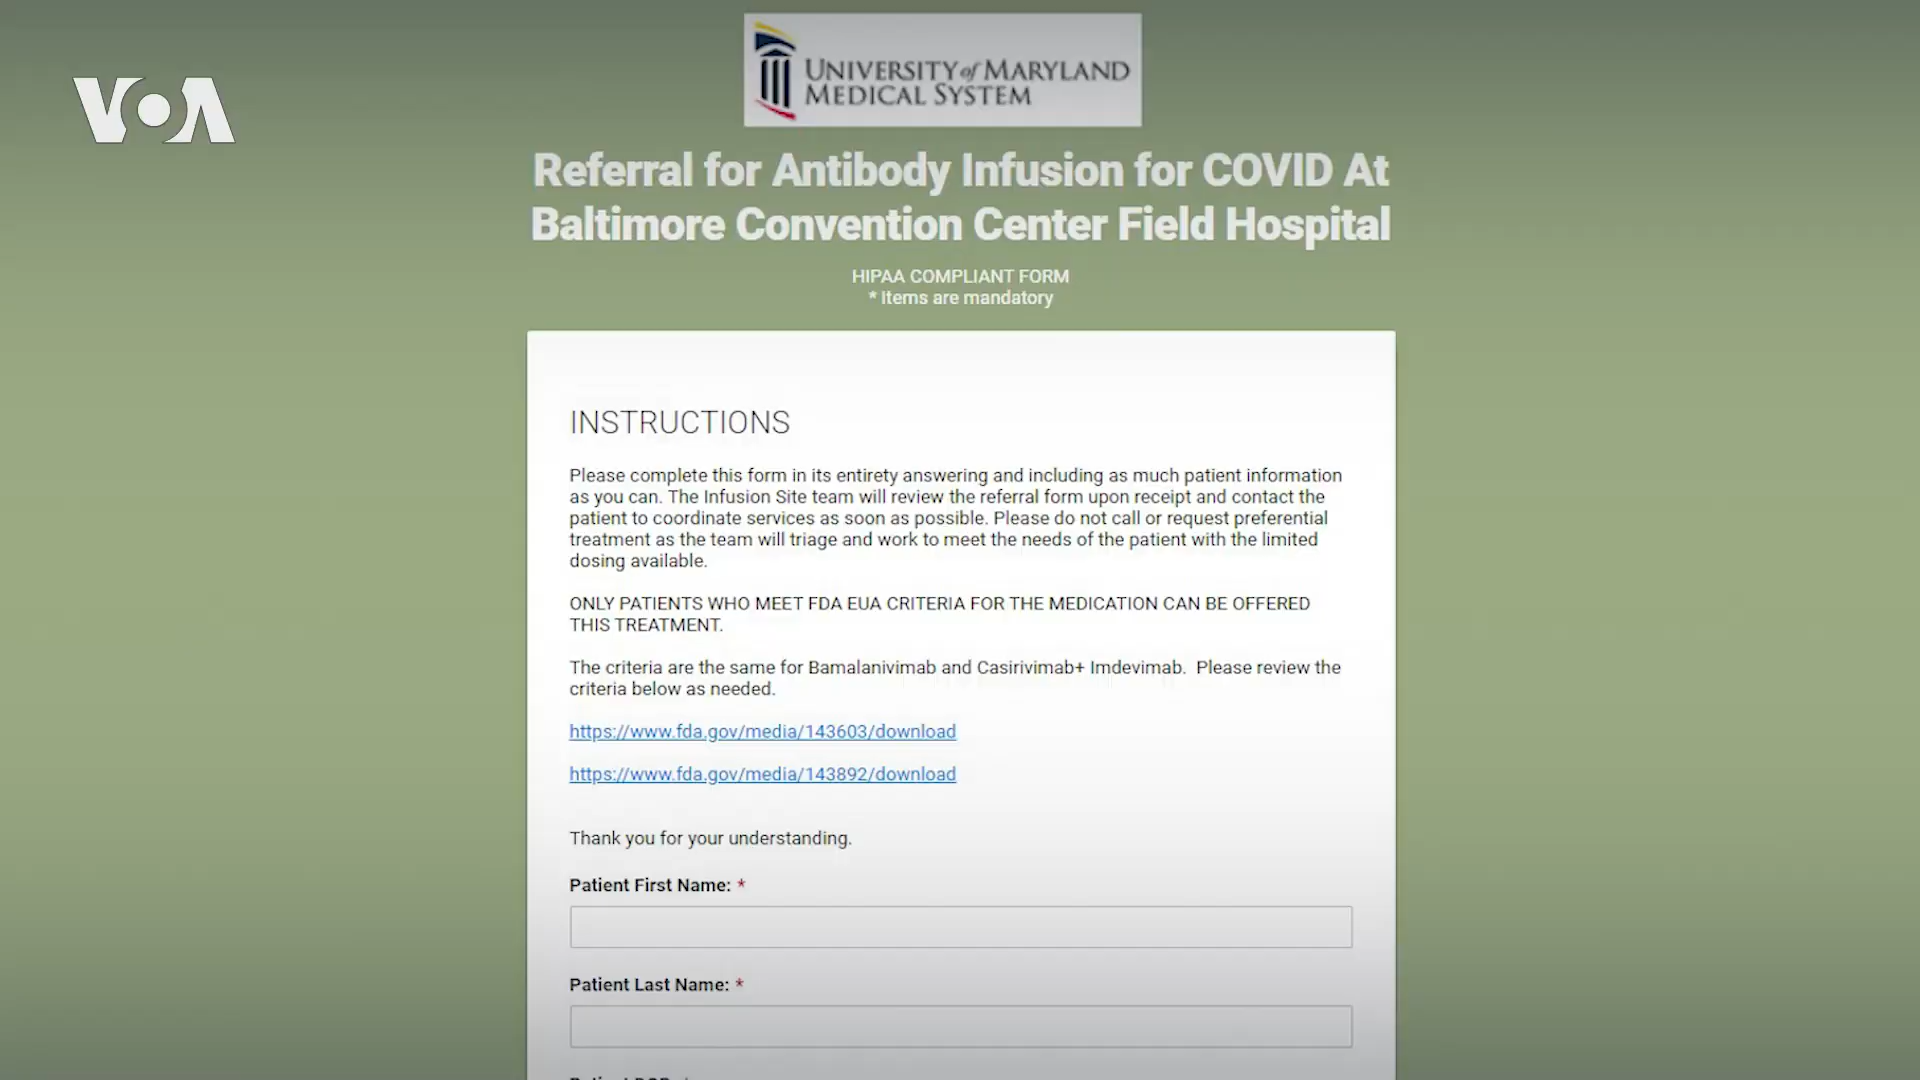 VOA
UNIVERSITY of MARYLAND
MEDICAL SYSTEM
Referral for Antibody Infusion for COVID At
Baltimore Convention Center Field Hospital
HIPAA COMPLIANT FORM
* Items are mandatory
INSTRUCTIONS
Please complete this form in its entirety answering and including as much patient information
as you can. The Infusion Site team will review the referral form upon receipt and contact the
patient to coordinate services as soon as possible. Please do not call or request preferential
treatment as the team will triage and work to meet the needs of the patient with the limited
dosing available.
ONLY PATIENTS WHO MEET FDA EUA CRITERIA FOR THE MEDICATION CAN BE OFFERED
THIS TREATMENT.
The criteria are the same for Bamalanivimab and Casirivimab+ Imdevimab.  Please review the
criteria below as needed.
https://www.fda.gov/media/143603/download
https://www.fda.gov/media/143892/download
Thank you for your understanding.
Patient First Name: *
Patient Last Name: *